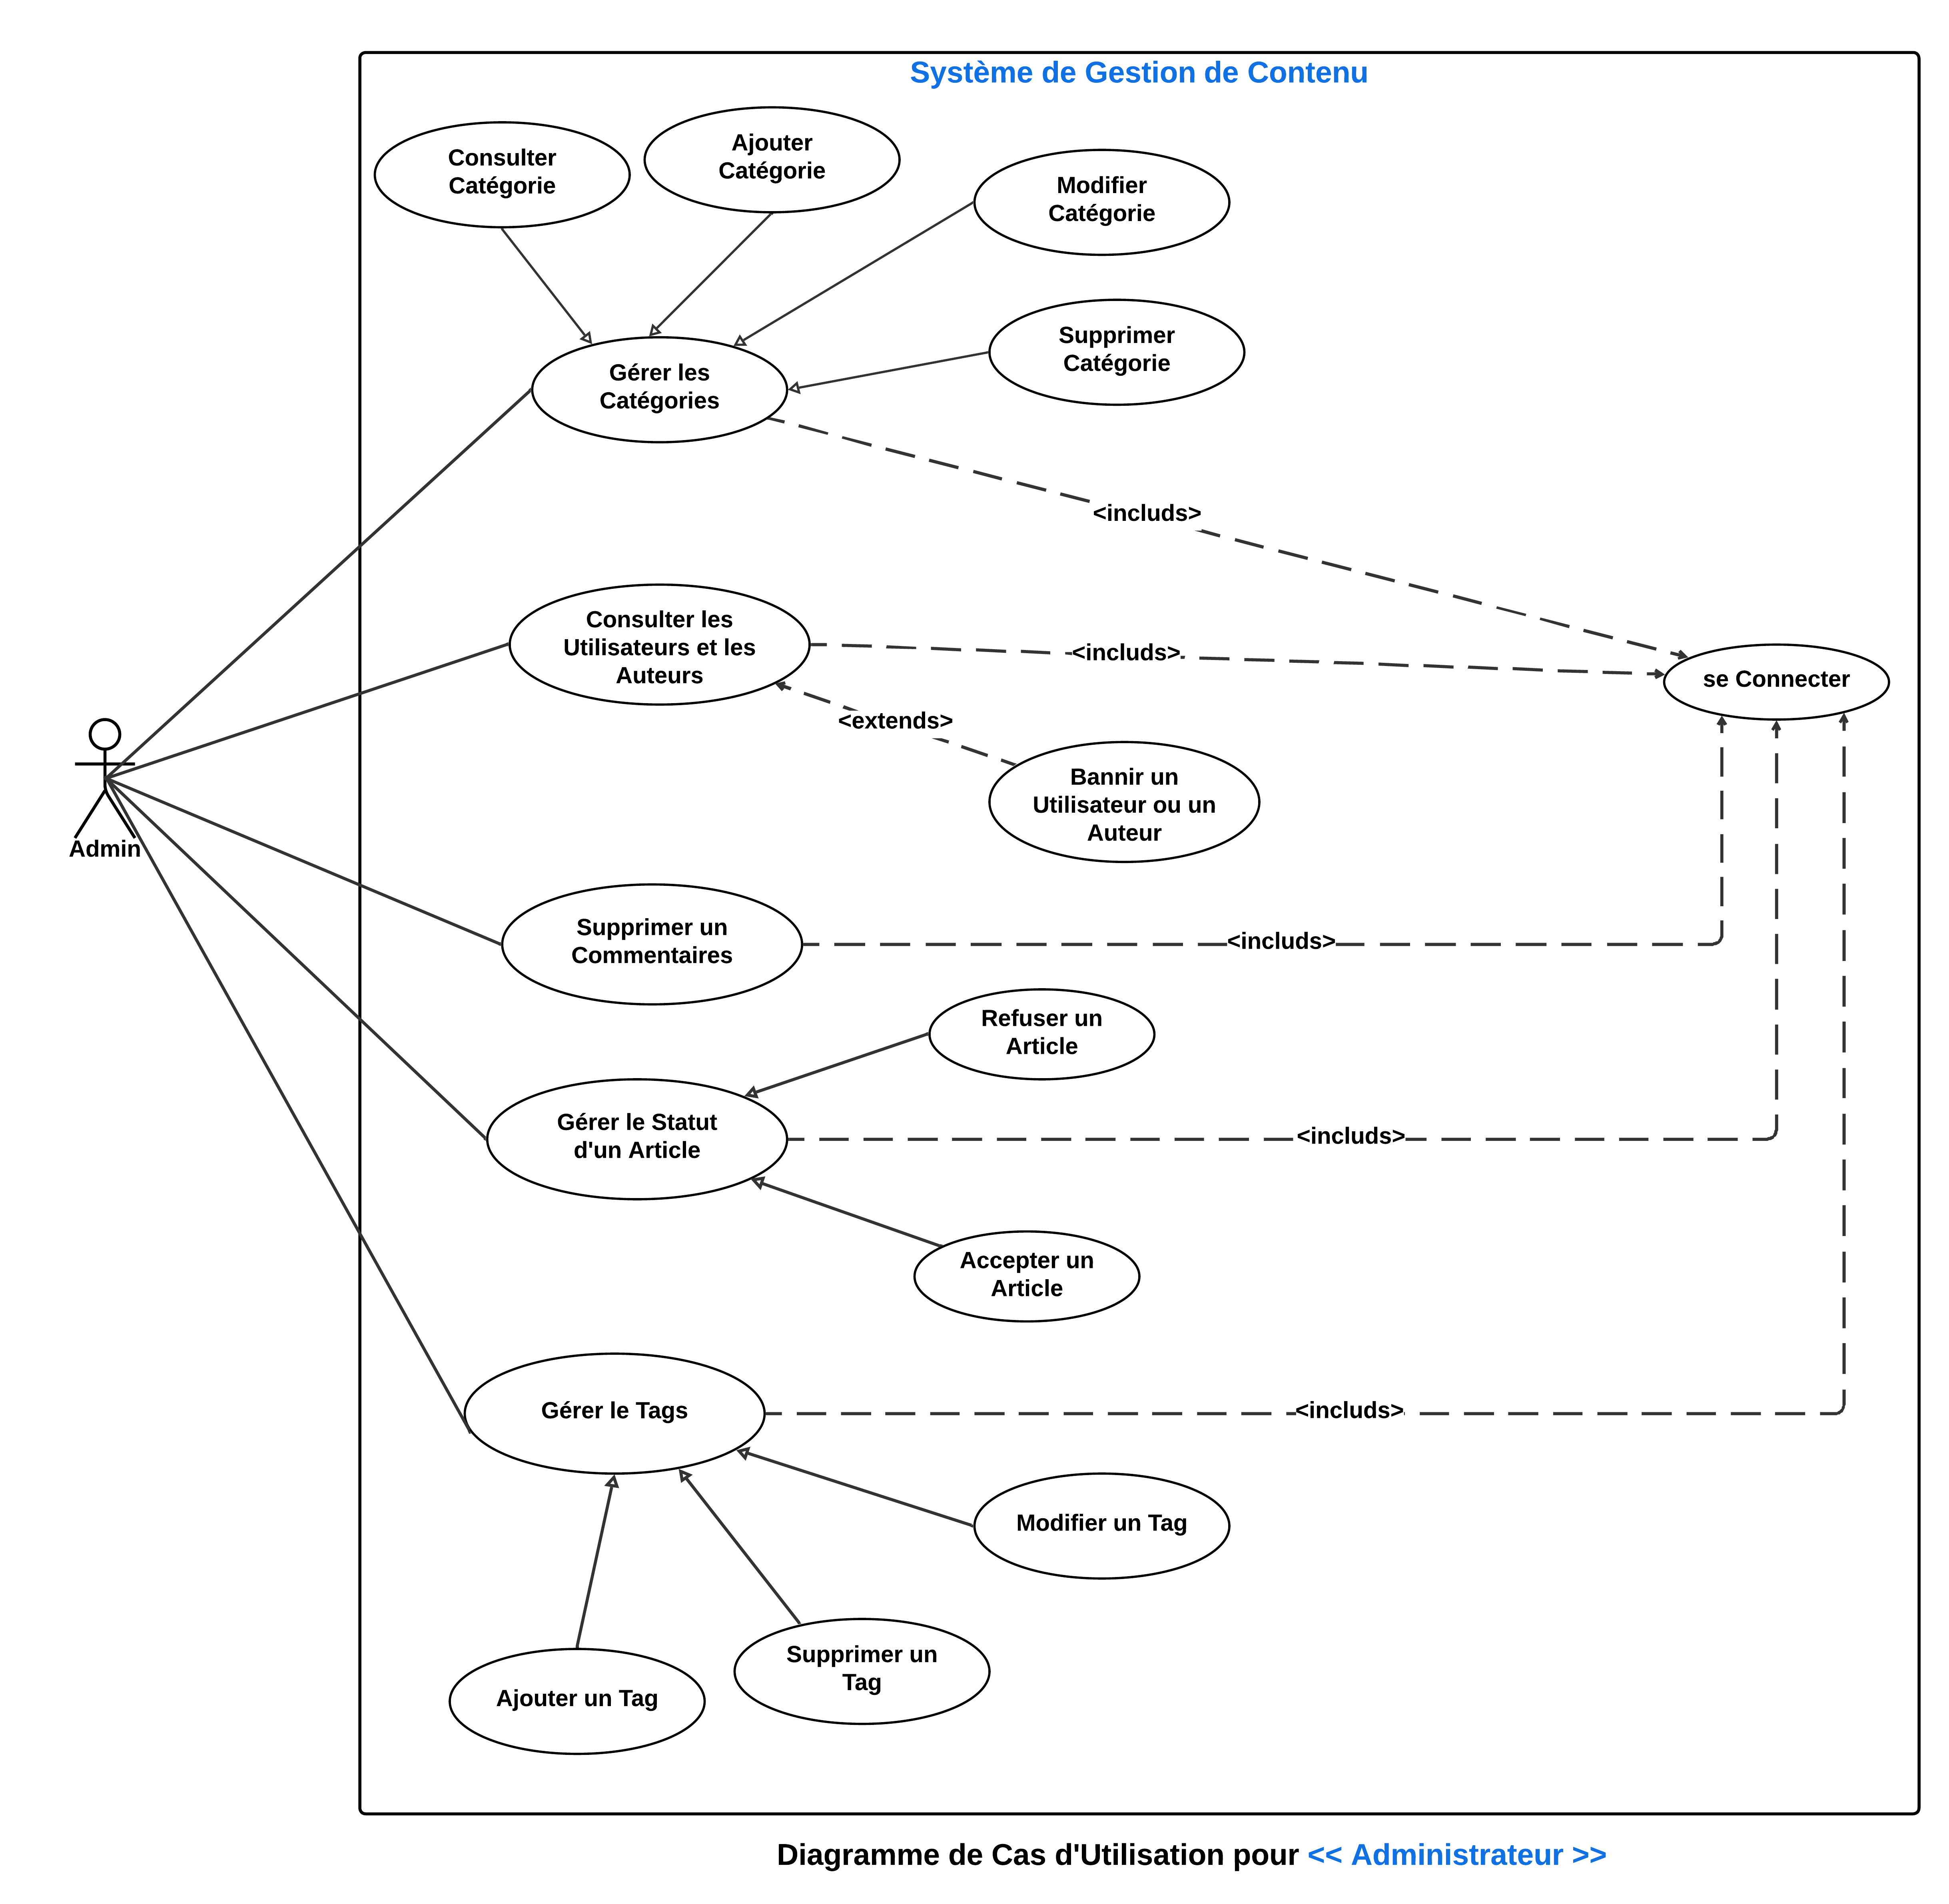 Système de Gestion de Contenu
Consulter
Catégorie
Ajouter
Catégorie
Modifier
Catégorie
Supprimer
Catégorie
Gérer les
Catégories
<includs>
Consulter les
Utilisateurs et les
Auteurs
<includs>
se Connecter
<extends>
Bannir un
Utilisateur ou un
Auteur
Admin
Supprimer un
Commentaires
<includs>
Refuser un
Article
Gérer le Statut
d'un Article
<includs>
Accepter un
Article
Gérer le Tags
<includs>
Modifier un Tag
Supprimer un
Tag
Ajouter un Tag
Diagramme de Cas d'Utilisation pour << Administrateur >>